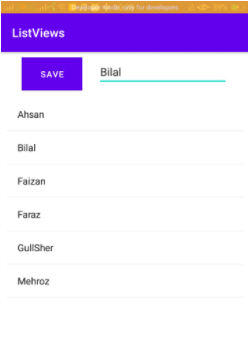 ListViews
SAVE Bilal
Ahsan
Bilal
Faizan
Faraz
GullSher
Mehroz